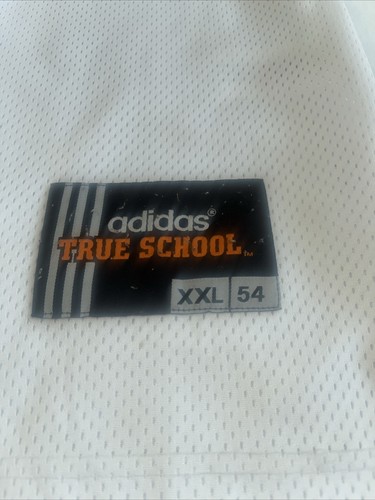 adidas®
TRUE SCHOOL™
XXL 54